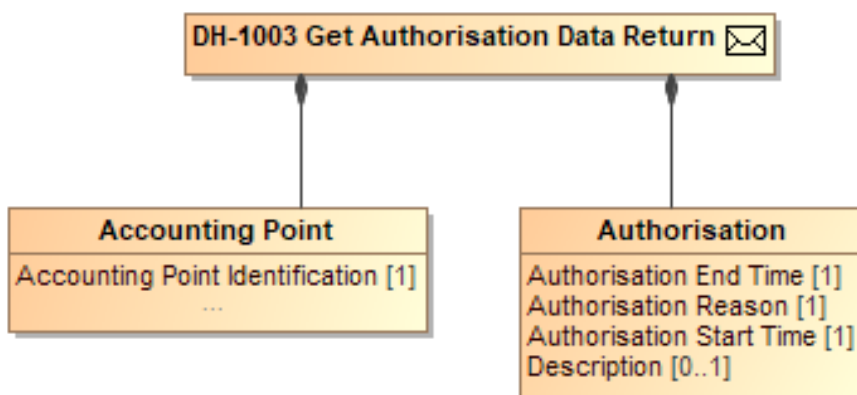 DH-1003 Get Authorisation Data Return
Accounting Point
Accounting Point Identification [1]
...
Authorisation
Authorisation End Time [1]
Authorisation Reason [1]
Authorisation Start Time [1]
Description [0..1]